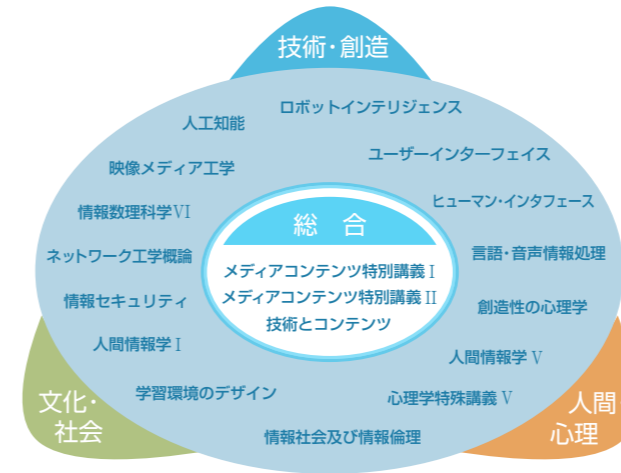 技術・創造
ロボットインテリジェンス
人工知能
ユーザーインターフェイス
映像メディア工学
ヒューマン・インタフェース
情報数理科学Ⅵ
総 合
ネットワーク工学概論
言語・音声情報処理
メディアコンテンツ特別講義Ⅰ
メディアコンテンツ特別講義Ⅱ
技術とコンテンツ
情報セキュリティ
創造性の心理学
人間情報学Ⅰ
人間情報学Ⅴ
学習環境のデザイン
心理学特殊講義Ⅴ
文化・
社会
人間・
心理
情報社会及び情報倫理